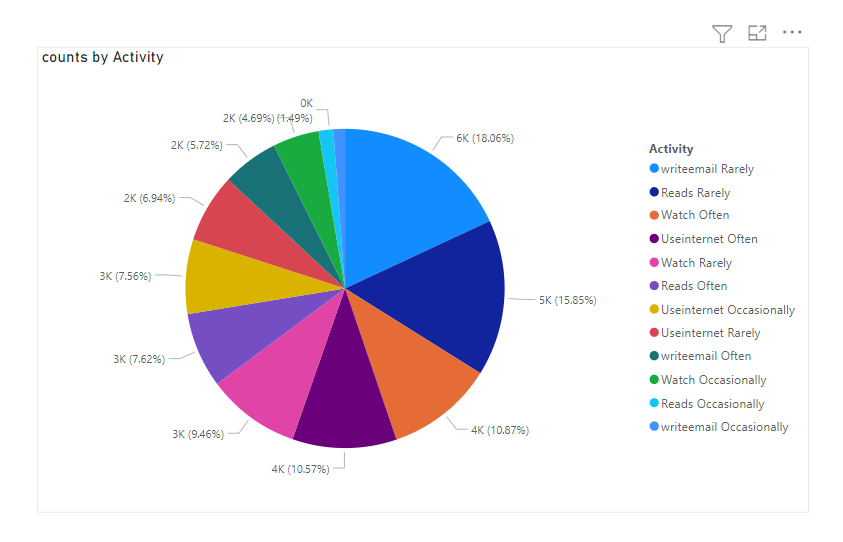 counts by Activity
0K
2K (4.69%) (1.49%)
6K (18.06%)
2K (5.72%)
2K (6.94%)
3K (7.56%)
5K (15.85%)
3K (7.62%)
3K (9.46%)
4K (10.87%)
4K (10.57%)
Activity
writeemail Rarely
Reads Rarely
Watch Often
Useinternet Often
Watch Rarely
Reads Often
Useinternet Occasionally
Useinternet Rarely
writeemail Often
Watch Occasionally
Reads Occasionally
writeemail Occasionally